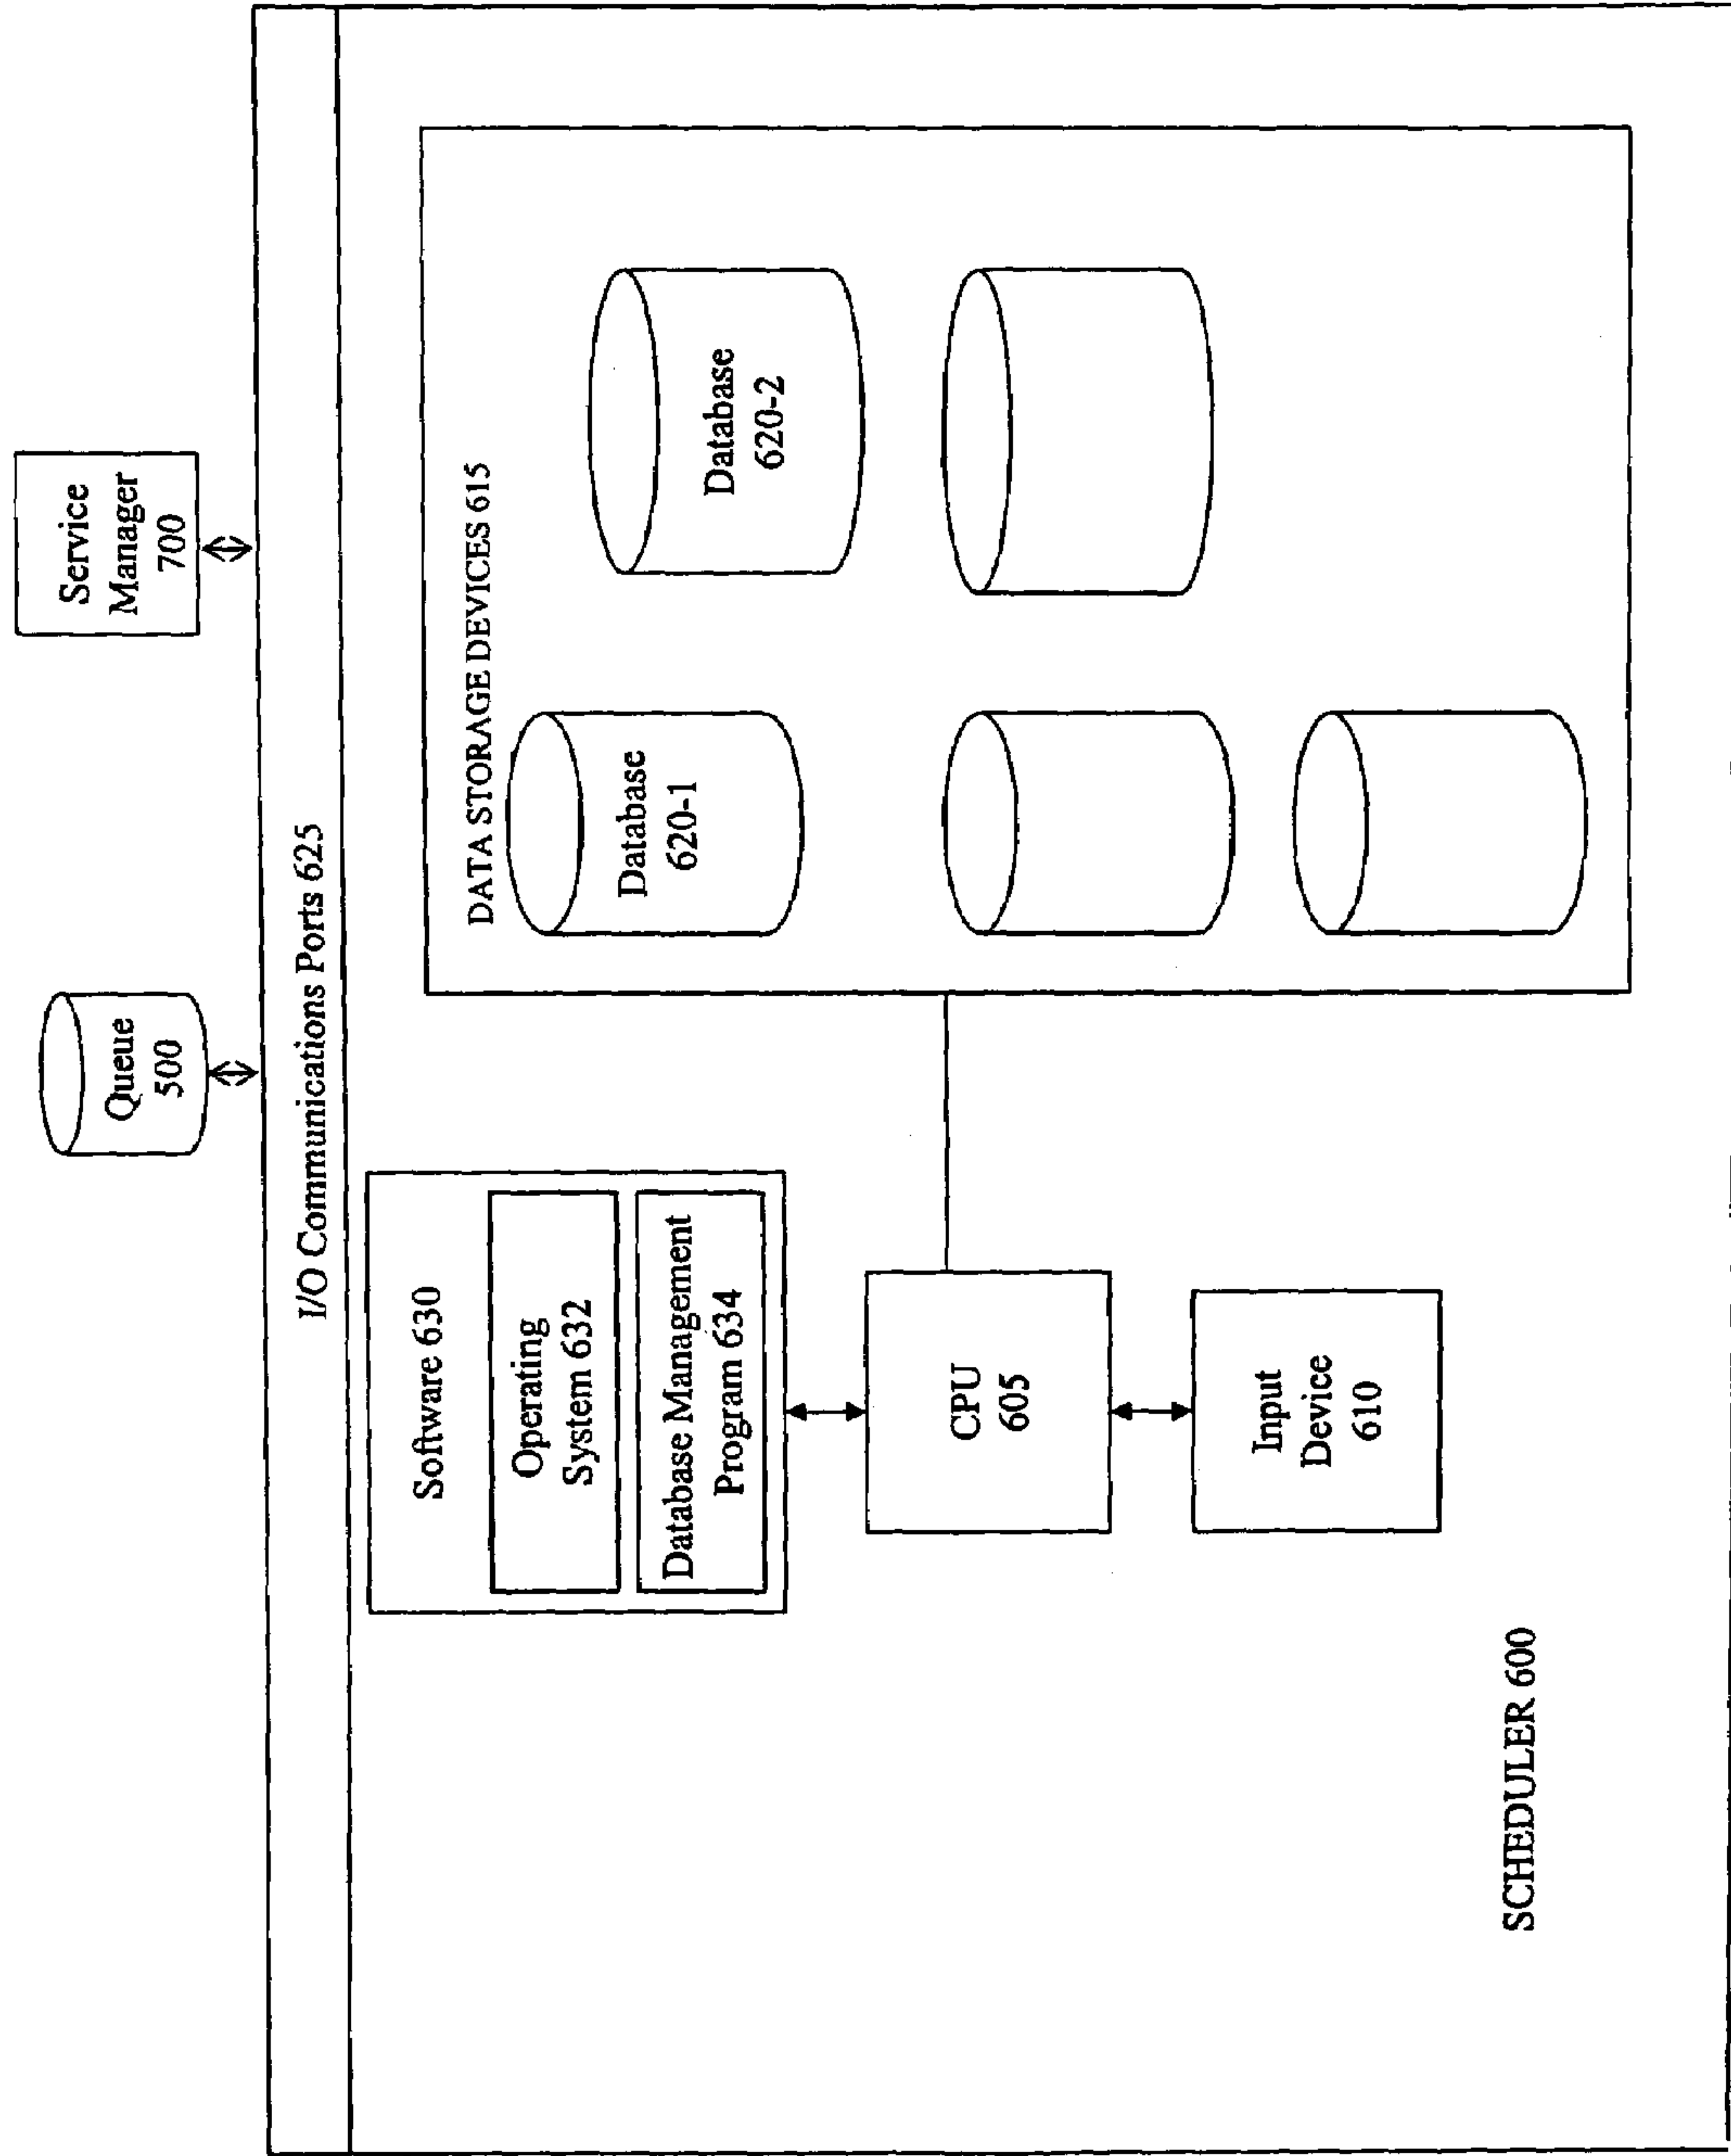 Queue
500
Service
Manager
700
I/O Communications Ports 625
Software 630
Operating
System 632
Database Management
Program 634
CPU
605
Input
Device
610
DATA STORAGE DEVICES 615
Database
620-1
Database
620-2
SCHEDULER 600